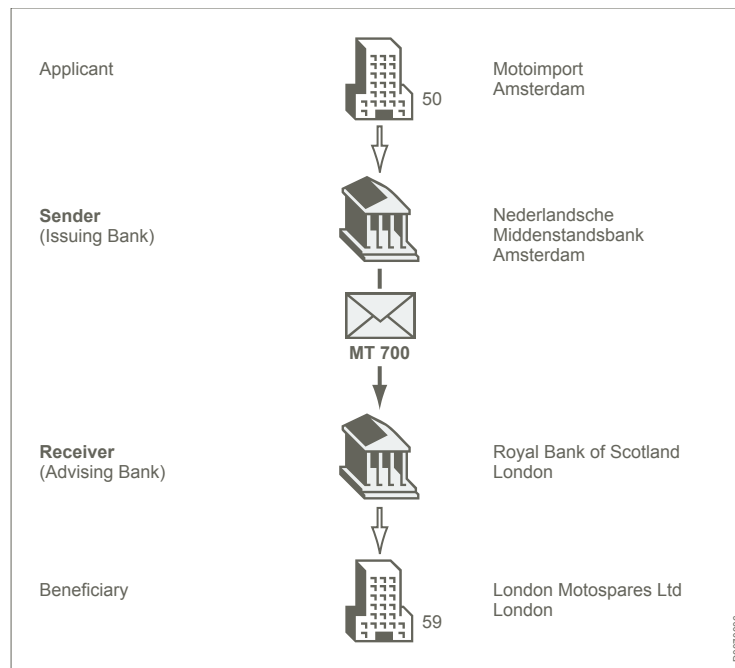 Applicant
50
Motoimport
Amsterdam
Sender
(Issuing Bank)
Nederlandsche
Middenstandsbank
Amsterdam
MT 700
Receiver
(Advising Bank)
Royal Bank of Scotland
London
Beneficiary
59
London Motospares Ltd
London